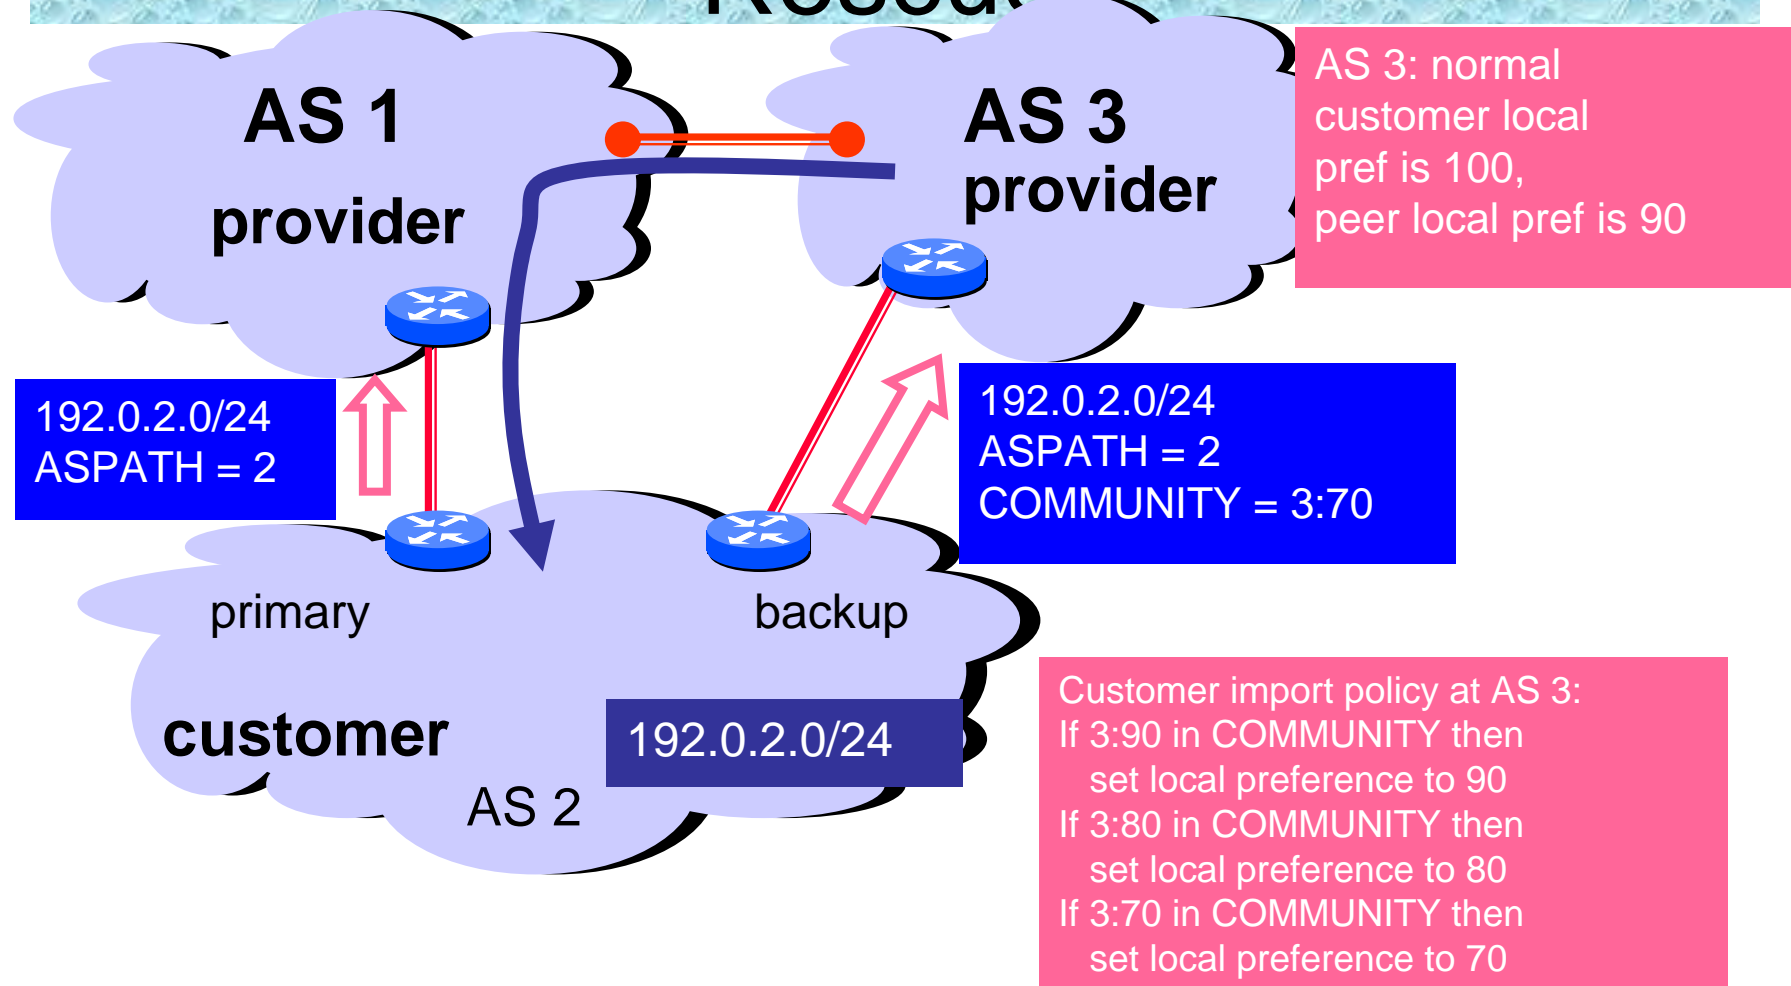 AS 1
provider
AS 3
provider
AS 3: normal
customer local
pref is 100,
peer local pref is 90
192.0.2.0/24
ASPATH = 2
192.0.2.0/24
ASPATH = 2
COMMUNITY = 3:70
primary
backup
customer
192.0.2.0/24
AS 2
Customer import policy at AS 3:
If 3:90 in COMMUNITY then
set local preference to 90
If 3:80 in COMMUNITY then
set local preference to 80
If 3:70 in COMMUNITY then
set local preference to 70